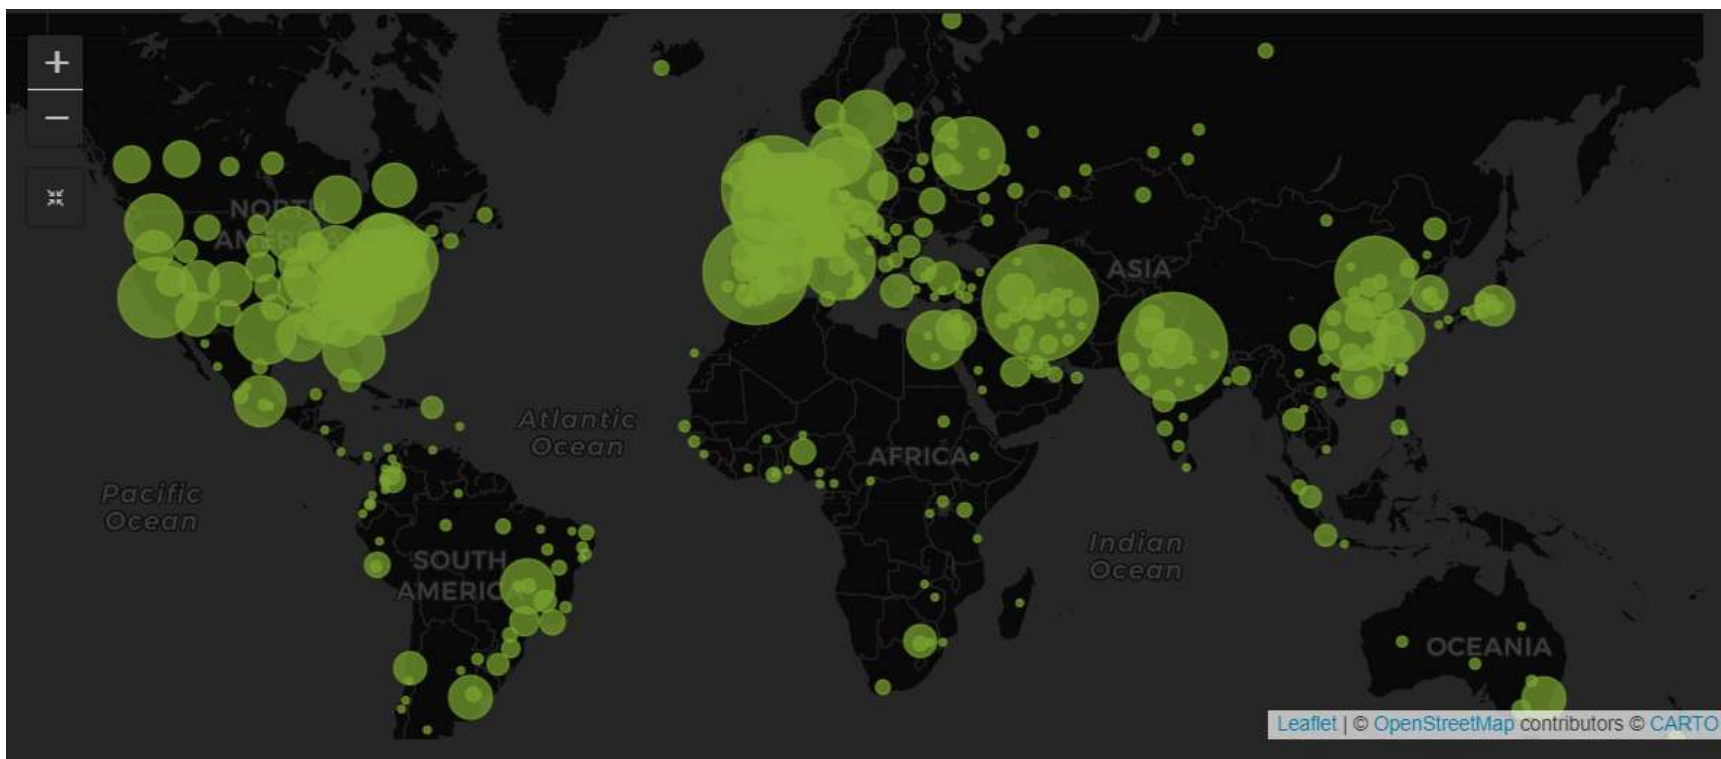 +
−
NORTH
AMERICA
ASIA
Atlantic
Ocean
AFRICA
Pacific
Ocean
SOUTH
AMERICA
Indian
Ocean
OCEANIA
Leaflet | © OpenStreetMap contributors © CARTO